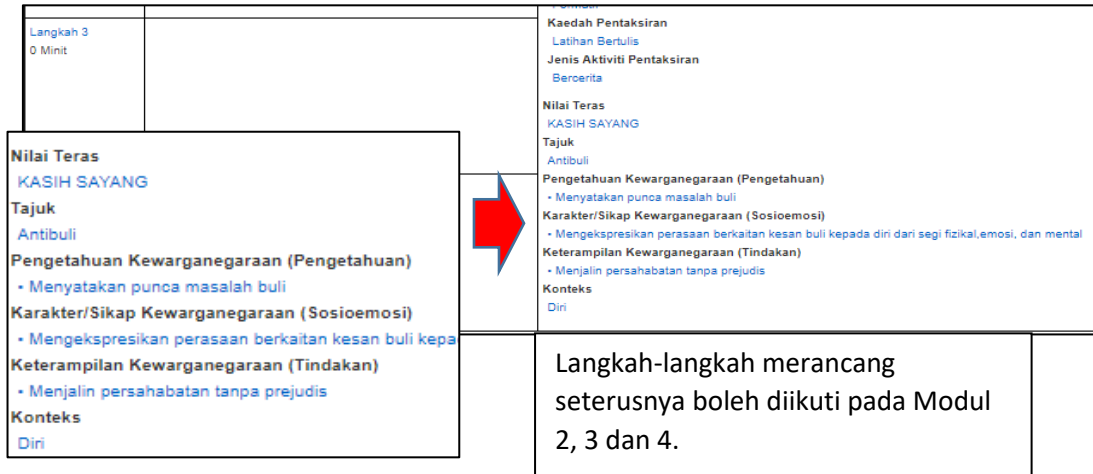 Langkah 3
0 Minit
Kaedah Pentaksiran
Latihan Bertulis
Jenis Aktiviti Pentaksiran
Bercerita
Nilai Teras
KASIH SAYANG
Tajuk
Antibuli
Pengetahuan Kewarganegaraan (Pengetahuan)
• Menyatakan punca masalah buli
Karakter/Sikap Kewarganegaraan (Sosioemosi)
• Mengekspresikan perasaan berkaitan kesan buli kepada diri dari segi fizikal,emosi, dan mental
Keterampilan Kewarganegaraan (Tindakan)
• Menjalin persahabatan tanpa prejudis
Konteks
Diri
Nilai Teras
KASIH SAYANG
Tajuk
Antibuli
Pengetahuan Kewarganegaraan (Pengetahuan)
• Menyatakan punca masalah buli
Karakter/Sikap Kewarganegaraan (Sosioemosi)
• Mengekspresikan perasaan berkaitan kesan buli kepa
Keterampilan Kewarganegaraan (Tindakan)
• Menjalin persahabatan tanpa prejudis
Konteks
Diri
Langkah-langkah merancang
seterusnya boleh diikuti pada Modul
2, 3 dan 4.